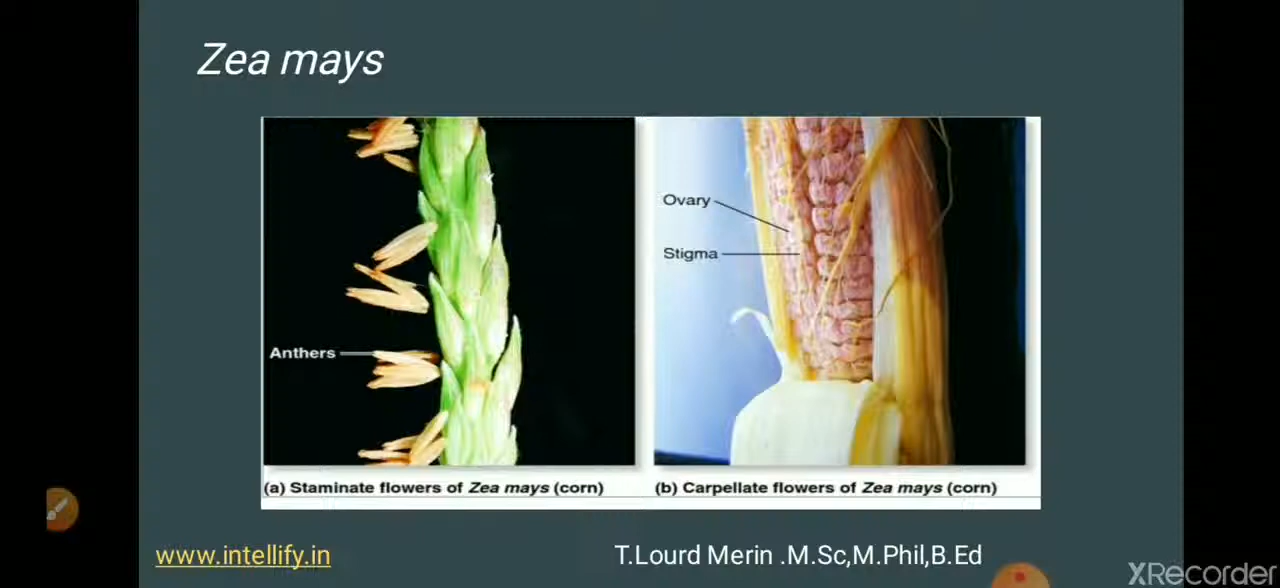 Zea mays
Ovary
Stigma
Anthers
(a) Staminate flowers of Zea mays (corn)
(b) Carpellate flowers of Zea mays (corn)
www.intellify.in
T.Lourd Merin .M.Sc,M.Phil,B.Ed
XRecorder